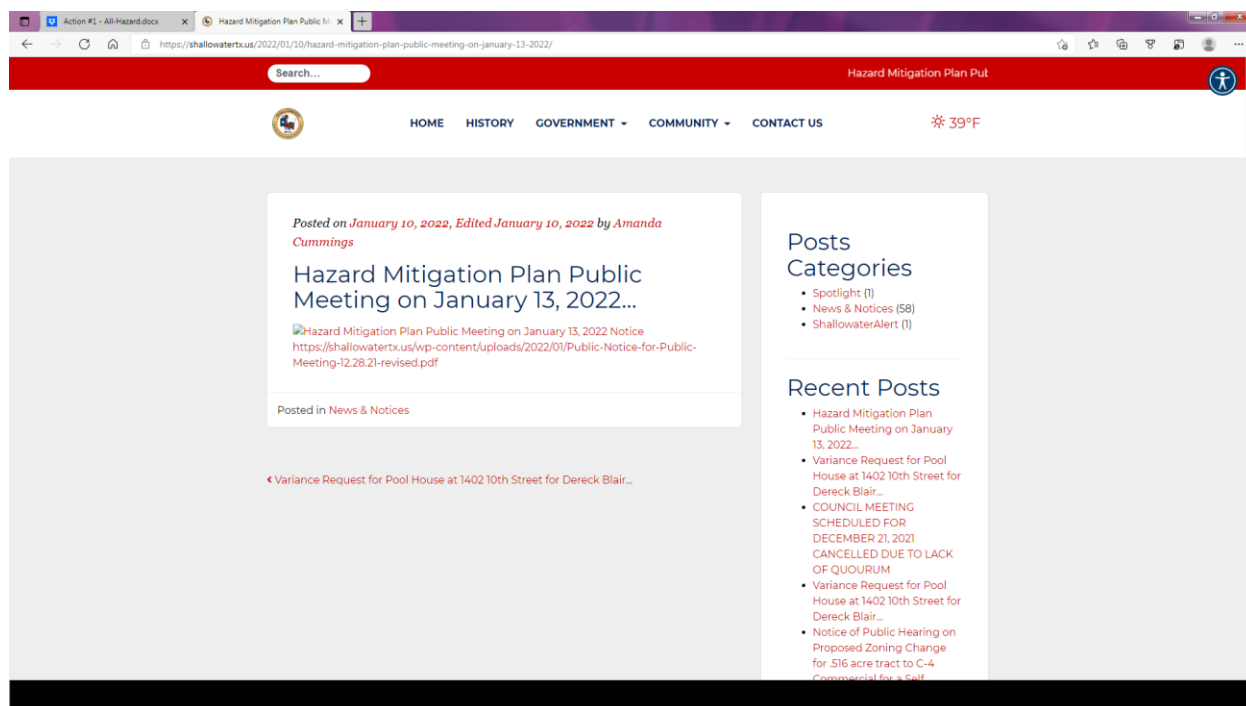 Action #1 - All-Hazard.docx
Hazard Mitigation Plan Public M
https://shallowatertx.us/2022/01/10/hazard-mitigation-plan-public-meeting-on-january-13-2022/
Search...
Hazard Mitigation Plan Pub
HOME HISTORY GOVERNMENT COMMUNITY CONTACT US
39°F
Posted on January 10, 2022, Edited January 10, 2022 by Amanda
Cummings
Hazard Mitigation Plan Public
Meeting on January 13, 2022...
Hazard Mitigation Plan Public Meeting on January 13, 2022 Notice
https://shallowatertx.us/wp-content/uploads/2022/01/Public-Notice-for-Public-
Meeting-12.28.21-revised.pdf
Posted in News & Notices
Variance Request for Pool House at 1402 10th Street for Dereck Blair...
Posts
Categories
• Spotlight (1)
• News & Notices (58)
• ShallowaterAlert (1)
Recent Posts
• Hazard Mitigation Plan
Public Meeting on January
13, 2022...
• Variance Request for Pool
House at 1402 10th Street for
Dereck Blair...
• COUNCIL MEETING
SCHEDULED FOR
DECEMBER 21, 2021
CANCELLED DUE TO LACK
OF QUOURUM
• Variance Request for Pool
House at 1402 10th Street for
Dereck Blair...
• Notice of Public Hearing on
Proposed Zoning Change
for .516 acre tract to C-4
Commercial for a Self